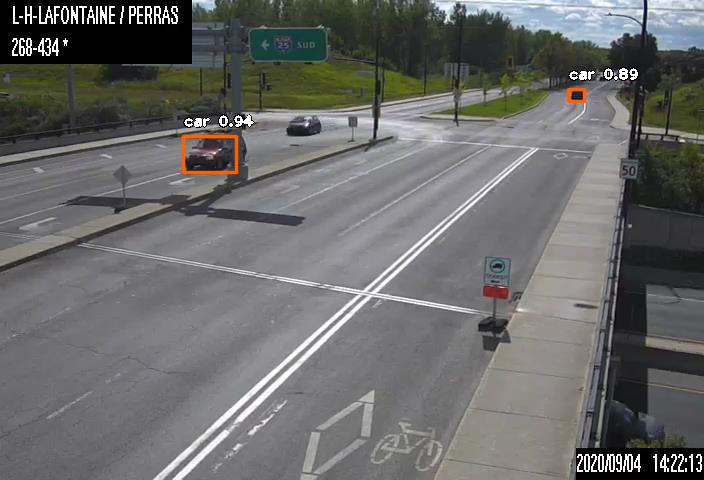 L-H-LAFONTAINE / PERRAS
268-434 *
25 SUD
car 0.89
car 0.94
50
TRANSIT
2020/09/04 14:22:13